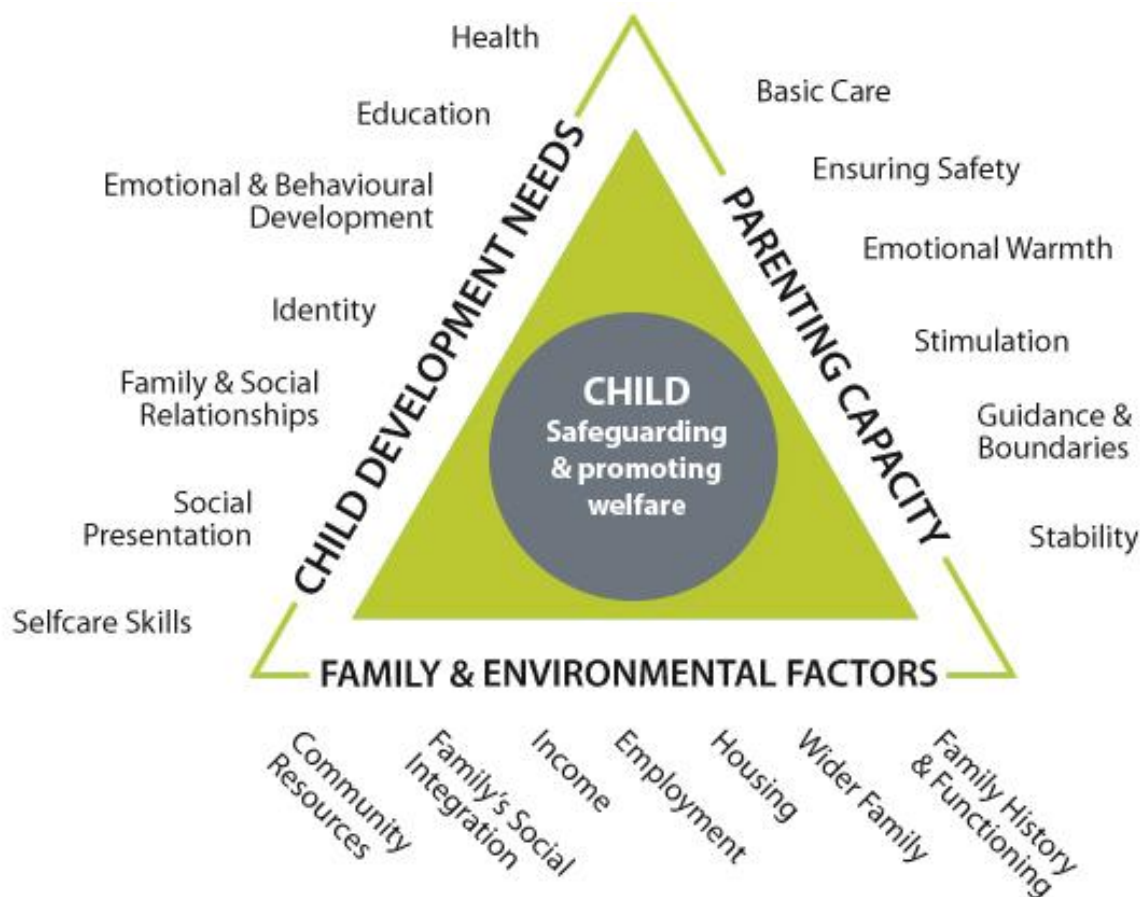 Health
Education
Emotional & Behavioural
Development
Identity
Family & Social
Relationships
Social
Presentation
Selfcare Skills
CHILD DEVELOPMENT NEEDS
PARENTING CAPACITY
Basic Care
Ensuring Safety
Emotional Warmth
Stimulation
Guidance &
Boundaries
Stability
CHILD
Safeguarding
& promoting
welfare
FAMILY & ENVIRONMENTAL FACTORS
Community
Resources
Family's Social
Integration
Income
Employment
Housing
Wider Family
Family History
& Functioning